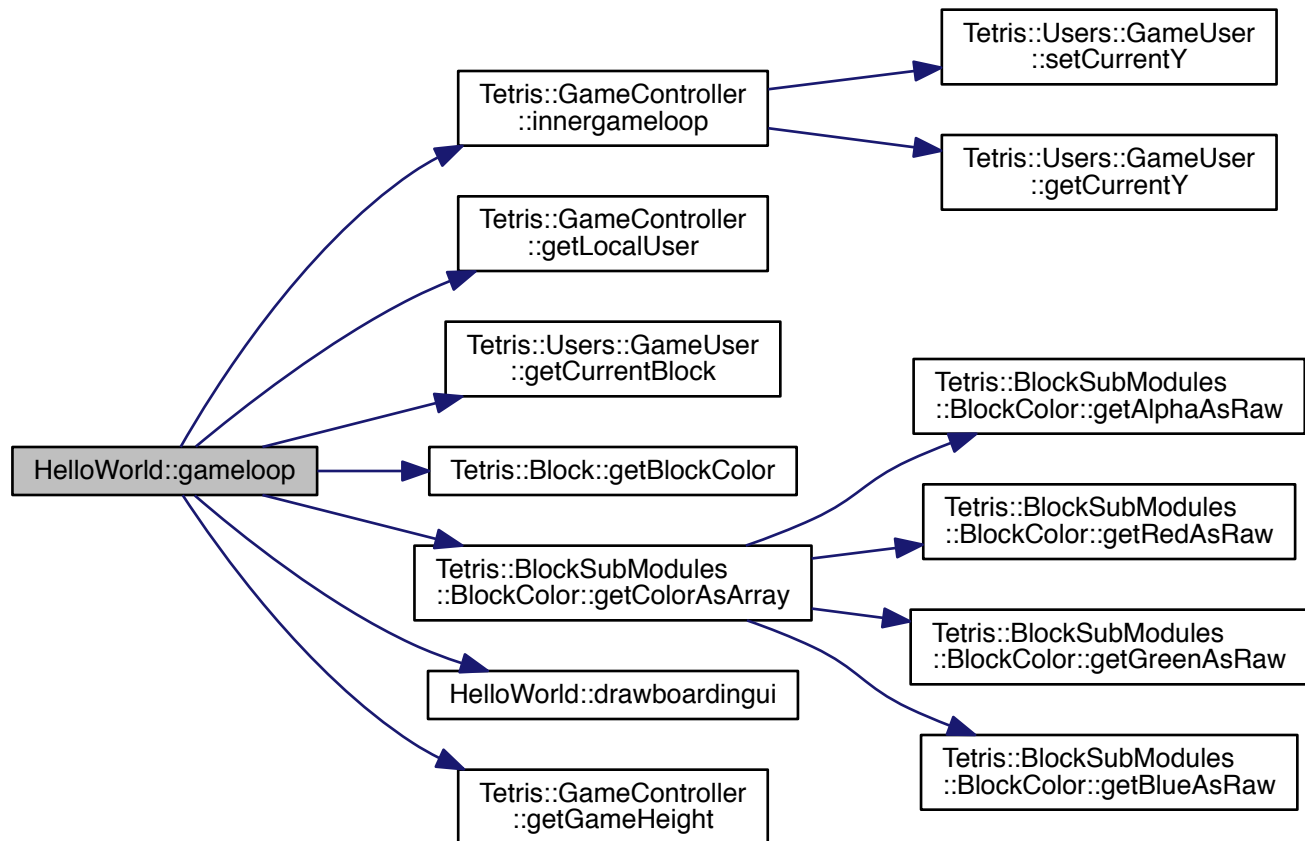 HelloWorld::gameloop
Tetris::GameController
::innergameloop
Tetris::Users::GameUser
::setCurrentY
Tetris::Users::GameUser
::getCurrentY
Tetris::GameController
::getLocalUser
Tetris::Users::GameUser
::getCurrentBlock
Tetris::Block::getBlockColor
Tetris::BlockSubModules
::BlockColor::getColorAsArray
Tetris::BlockSubModules
::BlockColor::getAlphaAsRaw
Tetris::BlockSubModules
::BlockColor::getRedAsRaw
Tetris::BlockSubModules
::BlockColor::getGreenAsRaw
Tetris::BlockSubModules
::BlockColor::getBlueAsRaw
HelloWorld::drawboardingui
Tetris::GameController
::getGameHeight